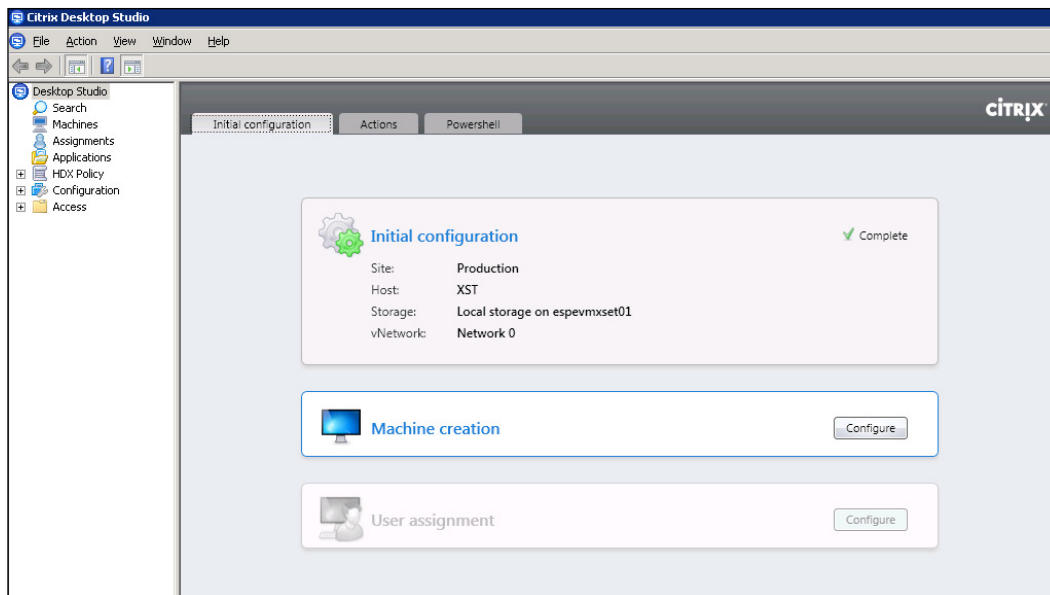 Citrix Desktop Studio
File Action View Window Help
Desktop Studio
Search
Machines
Assignments
Applications
HDX Policy
Configuration
Access
CITRIX
Initial configuration Actions Powershell
Initial configuration
Complete
Site: Production
Host: XST
Storage: Local storage on espevmxset01
vNetwork: Network 0
Machine creation
Configure
User assignment
Configure